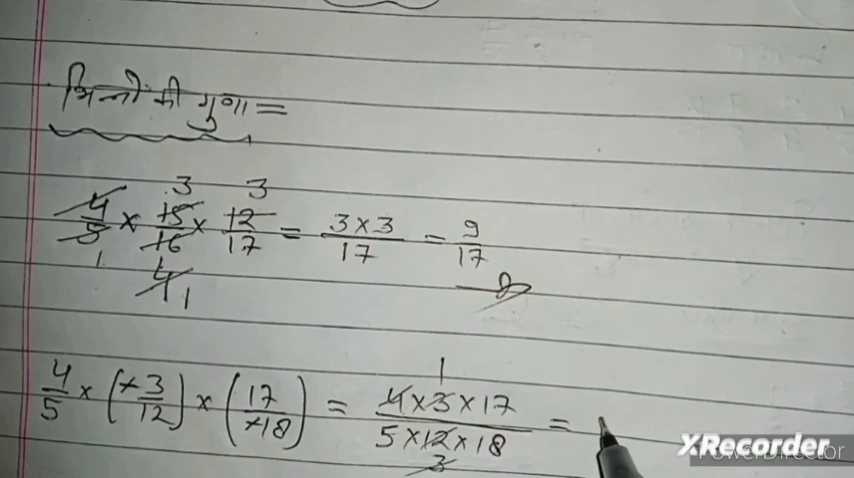 भिन्नो की गुणा =
4/5 × 15/16 × 12/17 = 3×3/17 = 9/17
4/5 × (-3/12) × (17/-18) = 4×3×17/5×12×18 =
XRecorder
PowerDirector